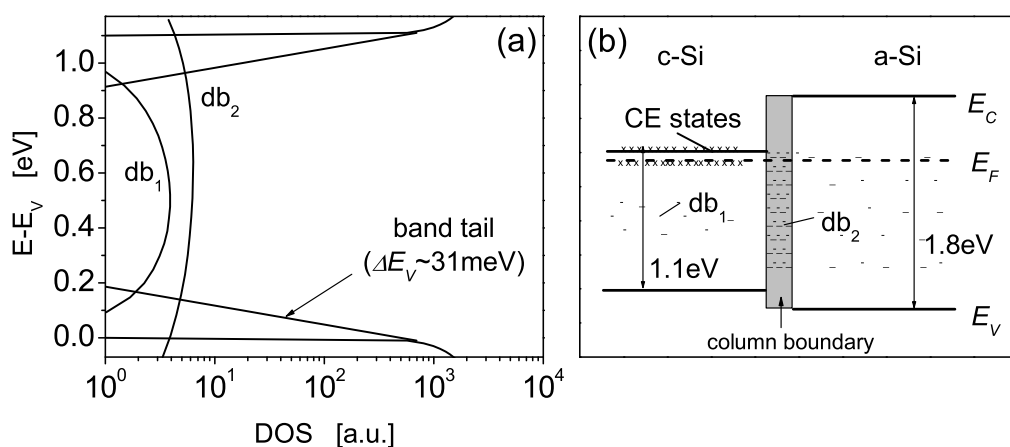 (a)
1.0
0.8
0.6
0.4
0.2
0.0
E-E_V [eV]
db_2
db_1
band tail
(ΔE_V~31meV)
10^0 10^1 10^2 10^3 10^4
DOS [a.u.]
(b)
c-Si a-Si
CE states
E_C
E_F
db_1
db_2
1.8eV
1.1eV
E_V
column boundary